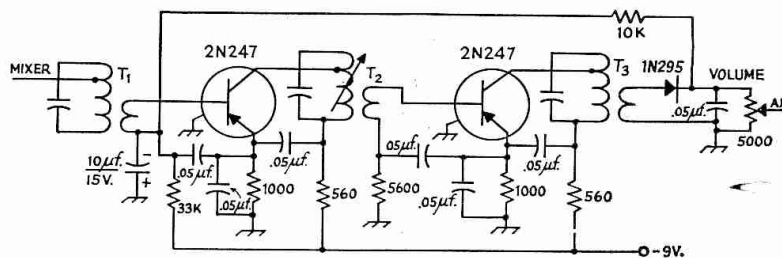 10K
2N247
2N247
MIXER
T1
T2
T3
1N295
VOLUME
.05µf.
5000
10µf.
15V.
-
+
.05µf.
.05µf.
33K
1000
.05µf.
560
.05µf.
5600
.05µf.
1000
.05µf.
560
-9V.